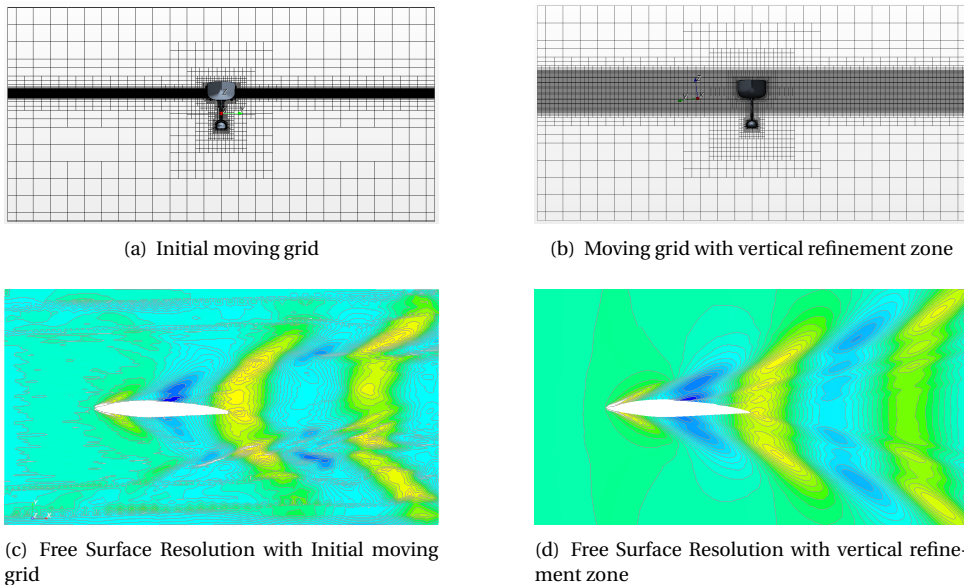 (a) Initial moving grid
(b) Moving grid with vertical refinement zone
(c) Free Surface Resolution with Initial moving
grid
(d) Free Surface Resolution with vertical refine-
ment zone